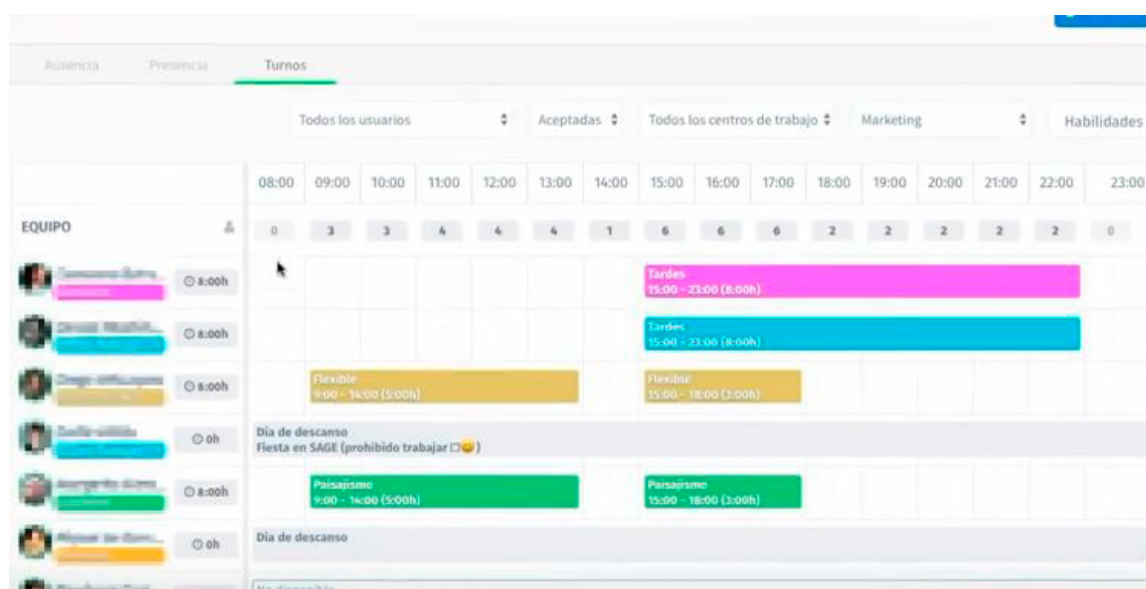 Ausencia Presencia Turnos
Todos los usuarios Aceptadas Todos los centros de trabajo Marketing Habilidades
08:00 09:00 10:00 11:00 12:00 13:00 14:00 15:00 16:00 17:00 18:00 19:00 20:00 21:00 22:00 23:00
EQUIPO 0 3 3 4 4 4 1 6 6 6 2 2 2 2 2 0
8:00h Tardes
15:00 - 23:00 (8:00h)
8:00h Tardes
15:00 - 23:00 (8:00h)
8:00h Flexible Flexible
9:00 - 14:00 (5:00h) 15:00 - 18:00 (3:00h)
0h Día de descanso
Fiesta en SAGE (prohibido trabajar □😀)
8:00h Paisajismo Paisajismo
9:00 - 14:00 (5:00h) 15:00 - 18:00 (3:00h)
0h Día de descanso
No disponible